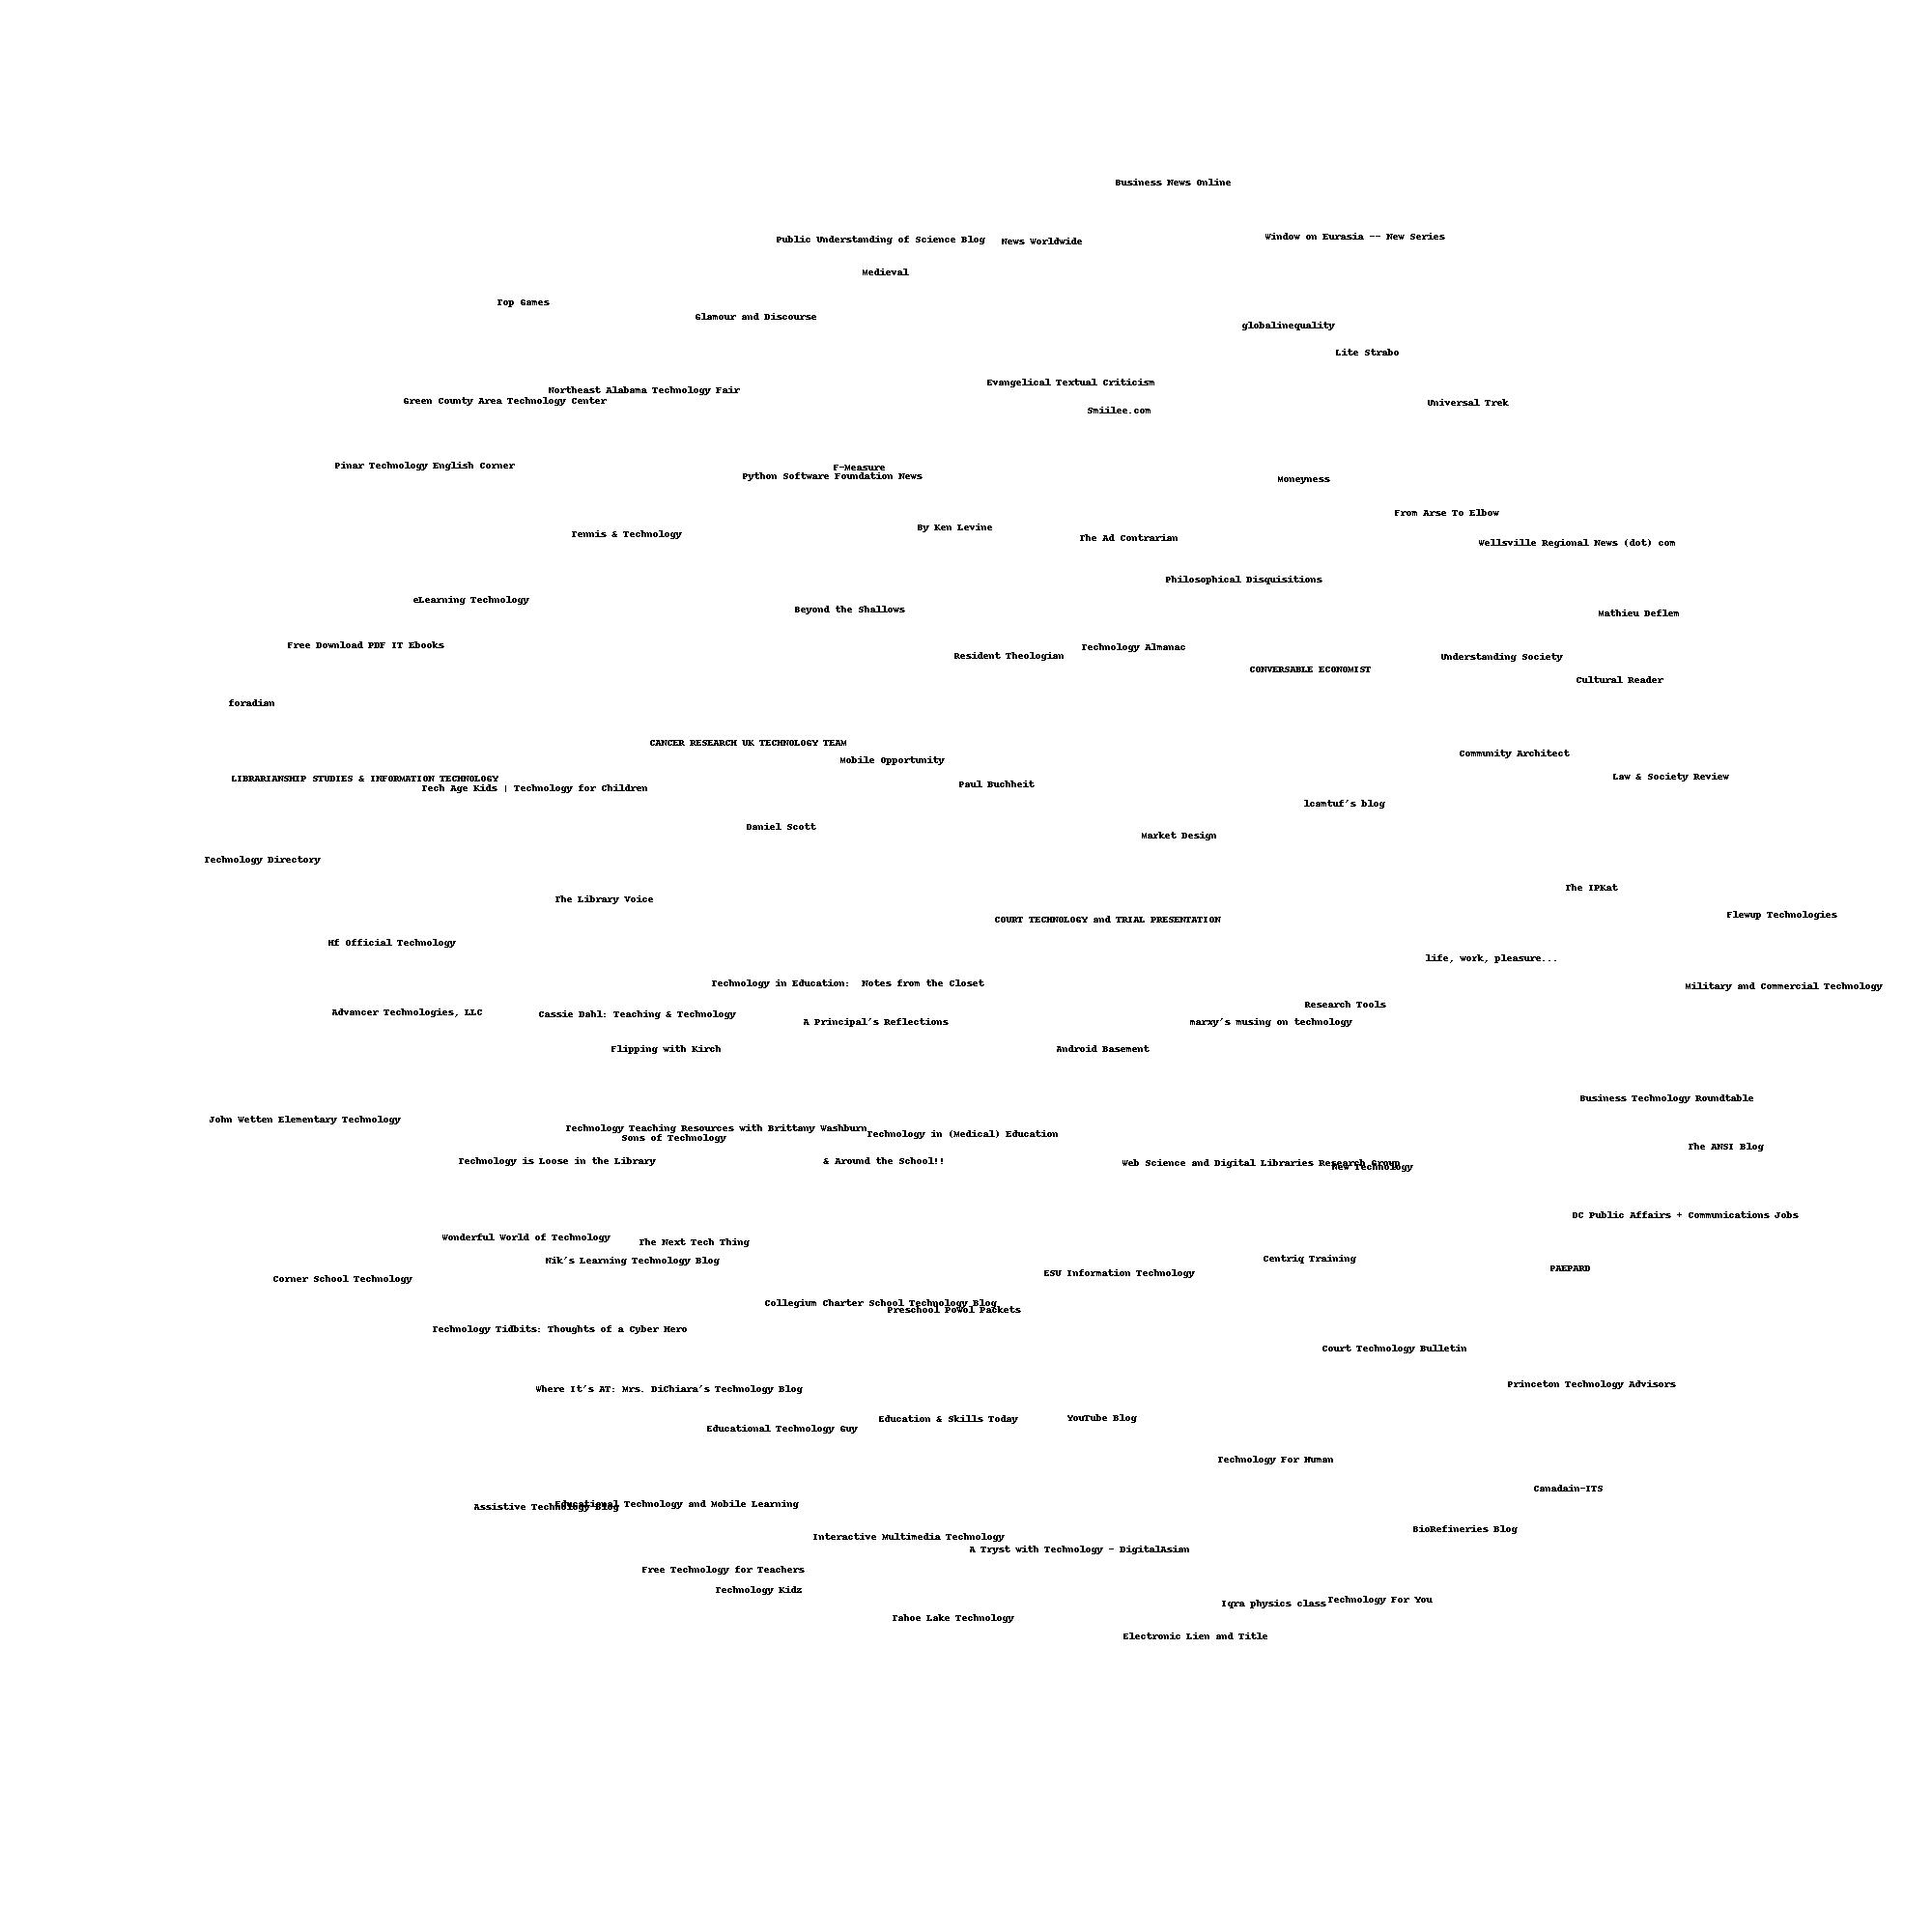 Business News Online
Window on Eurasia -- New Series
Public Understanding of Science Blog
News Worldwide
Medieval
Top Games
Glamour and Discourse
globalinequality
Lite Strabo
Evangelical Textual Criticism
Northeast Alabama Technology Fair
Green County Area Technology Center
Universal Trek
Smiilee.com
Pinar Technology English Corner
F-Measure
Python Software Foundation News
Moneyness
From Arse To Elbow
By Ken Levine
Tennis & Technology
The Ad Contrarian
Wellsville Regional News (dot) com
Philosophical Disquisitions
eLearning Technology
Beyond the Shallows
Mathieu Deflem
Free Download PDF IT Ebooks
Technology Almanac
Resident Theologian
Understanding Society
CONVERSABLE ECONOMIST
Cultural Reader
foradian
CANCER RESEARCH UK TECHNOLOGY TEAM
Community Architect
Mobile Opportunity
Law & Society Review
LIBRARIANSHIP STUDIES & INFORMATION TECHNOLOGY
Paul Buchheit
Tech Age Kids | Technology for Children
lcamtuf's blog
Daniel Scott
Market Design
Technology Directory
The IPKat
The Library Voice
Flewup Technologies
COURT TECHNOLOGY and TRIAL PRESENTATION
Hf Official Technology
life, work, pleasure...
Technology in Education:  Notes from the Closet
Military and Commercial Technology
Research Tools
Advancer Technologies, LLC
Cassie Dahl: Teaching & Technology
A Principal's Reflections
marxy's musing on technology
Flipping with Kirch
Android Basement
Business Technology Roundtable
John Wetten Elementary Technology
Technology Teaching Resources with Brittany Washburn
Technology in (Medical) Education
Sons of Technology
The ANSI Blog
Technology is Loose in the Library
& Around the School!!
Web Science and Digital Libraries Research Group
New Technology
DC Public Affairs + Communications Jobs
Wonderful World of Technology
The Next Tech Thing
Centriq Training
Nik's Learning Technology Blog
PAEPARD
ESU Information Technology
Corner School Technology
Collegium Charter School Technology Blog
Preschool Powol Packets
Technology Tidbits: Thoughts of a Cyber Hero
Court Technology Bulletin
Princeton Technology Advisors
Where It's AT: Mrs. DiChiara's Technology Blog
Education & Skills Today
YouTube Blog
Educational Technology Guy
Technology For Human
Canadain-ITS
Educational Technology and Mobile Learning
Assistive Technology Blog
BioRefineries Blog
Interactive Multimedia Technology
A Tryst with Technology - DigitalAsian
Free Technology for Teachers
Technology Kidz
Technology For You
Iqra physics class
Tahoe Lake Technology
Electronic Lien and Title